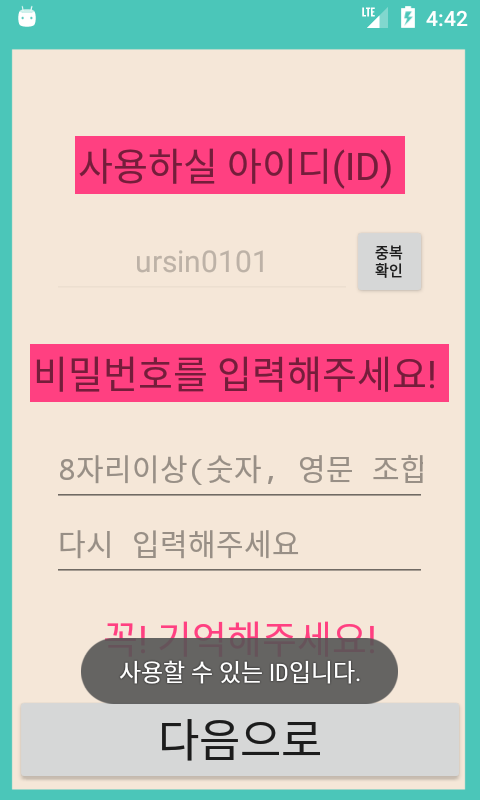 LTE 4:42
사용하실 아이디(ID)
ursin0101
중복
확인
비밀번호를 입력해주세요!
8자리이상(숫자, 영문 조합
다시 입력해주세요
꼭! 기억해주세요!
사용할 수 있는 ID입니다.
다음으로